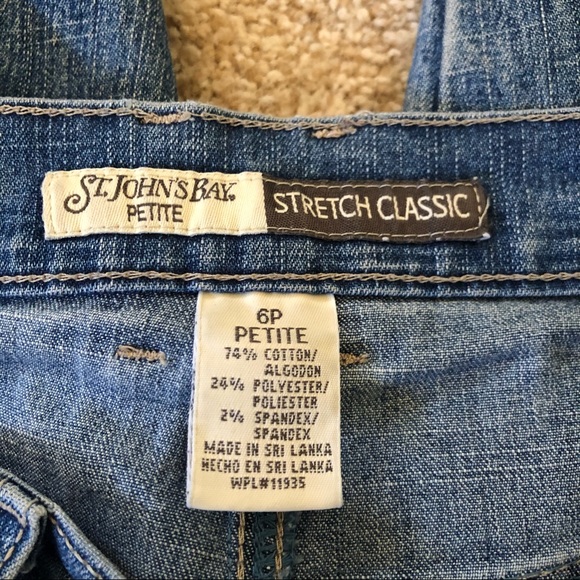 ST. JOHN'S BAY.
PETITE
STRETCH CLASSIC
6P
PETITE
74% COTTON/
ALGODON
24% POLYESTER/
POLIESTER
2% SPANDEX/
SPANDEX
MADE IN SRI LANKA
HECHO EN SRI LANKA
WPL#11935